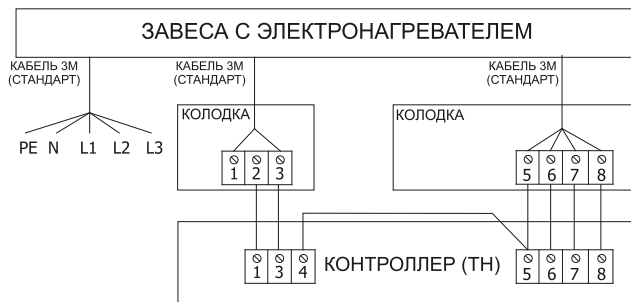 ЗАВЕСА С ЭЛЕКТРОНАГРЕВАТЕЛЕМ
КАБЕЛЬ 3М
(СТАНДАРТ)
КАБЕЛЬ 3М
(СТАНДАРТ)
КАБЕЛЬ 3М
(СТАНДАРТ)
PE N L1 L2 L3
КОЛОДКА
1 2 3
КОЛОДКА
5 6 7 8
1 3 4
КОНТРОЛЛЕР (ТН)
5 6 7 8